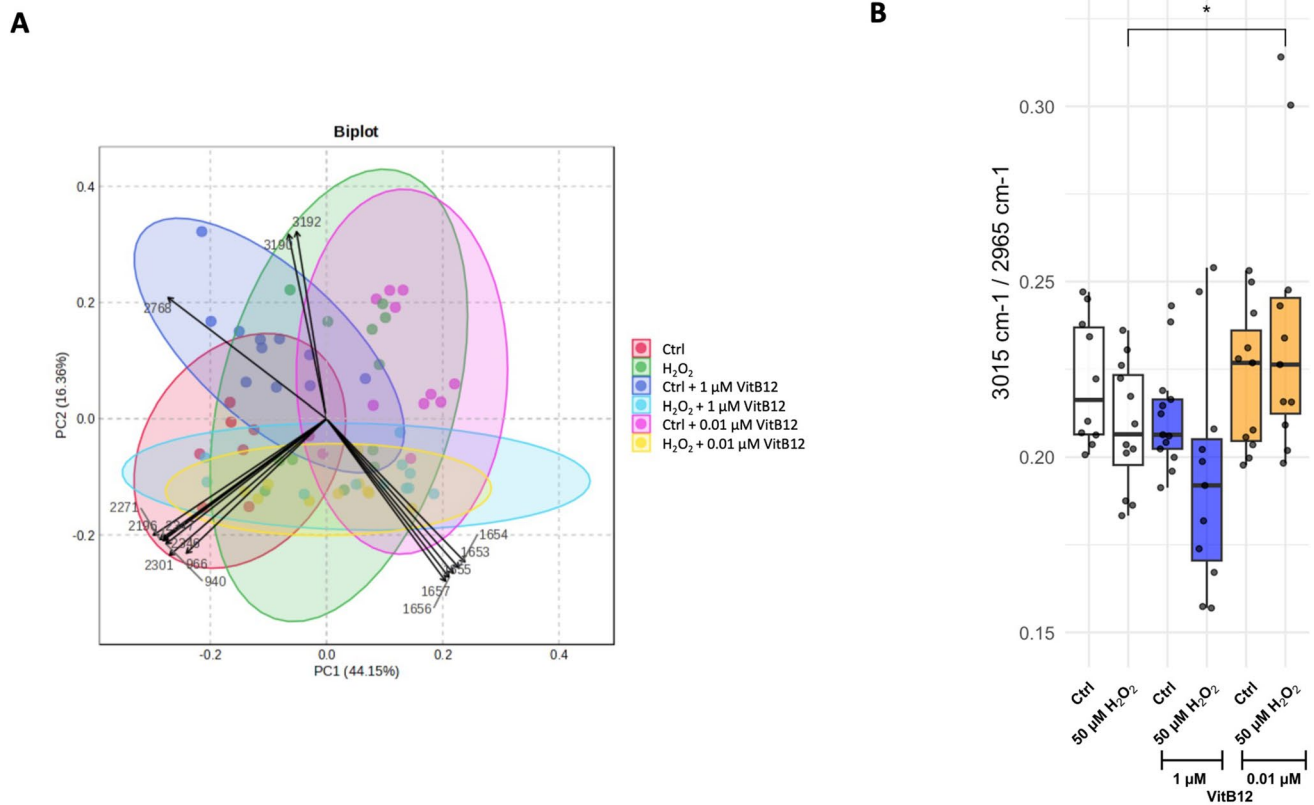 A
Biplot
PC2 (16.36%)
0.4
0.2
0.0
-0.2
3192
3190
2768
2271
2196
2346
2301
966
940
1654
1653
1657
1656
-0.2
0.0
0.2
0.4
PC1 (44.15%)
Ctrl
H₂O₂
Ctrl + 1 μM VitB12
H₂O₂ + 1 μM VitB12
Ctrl + 0.01 μM VitB12
H₂O₂ + 0.01 μM VitB12
B
*
3015 cm-1 / 2965 cm-1
0.30
0.25
0.20
0.15
Ctrl
50 μM H₂O₂
Ctrl
50 μM H₂O₂
Ctrl
50 μM H₂O₂
1 μM
0.01 μM
VitB12